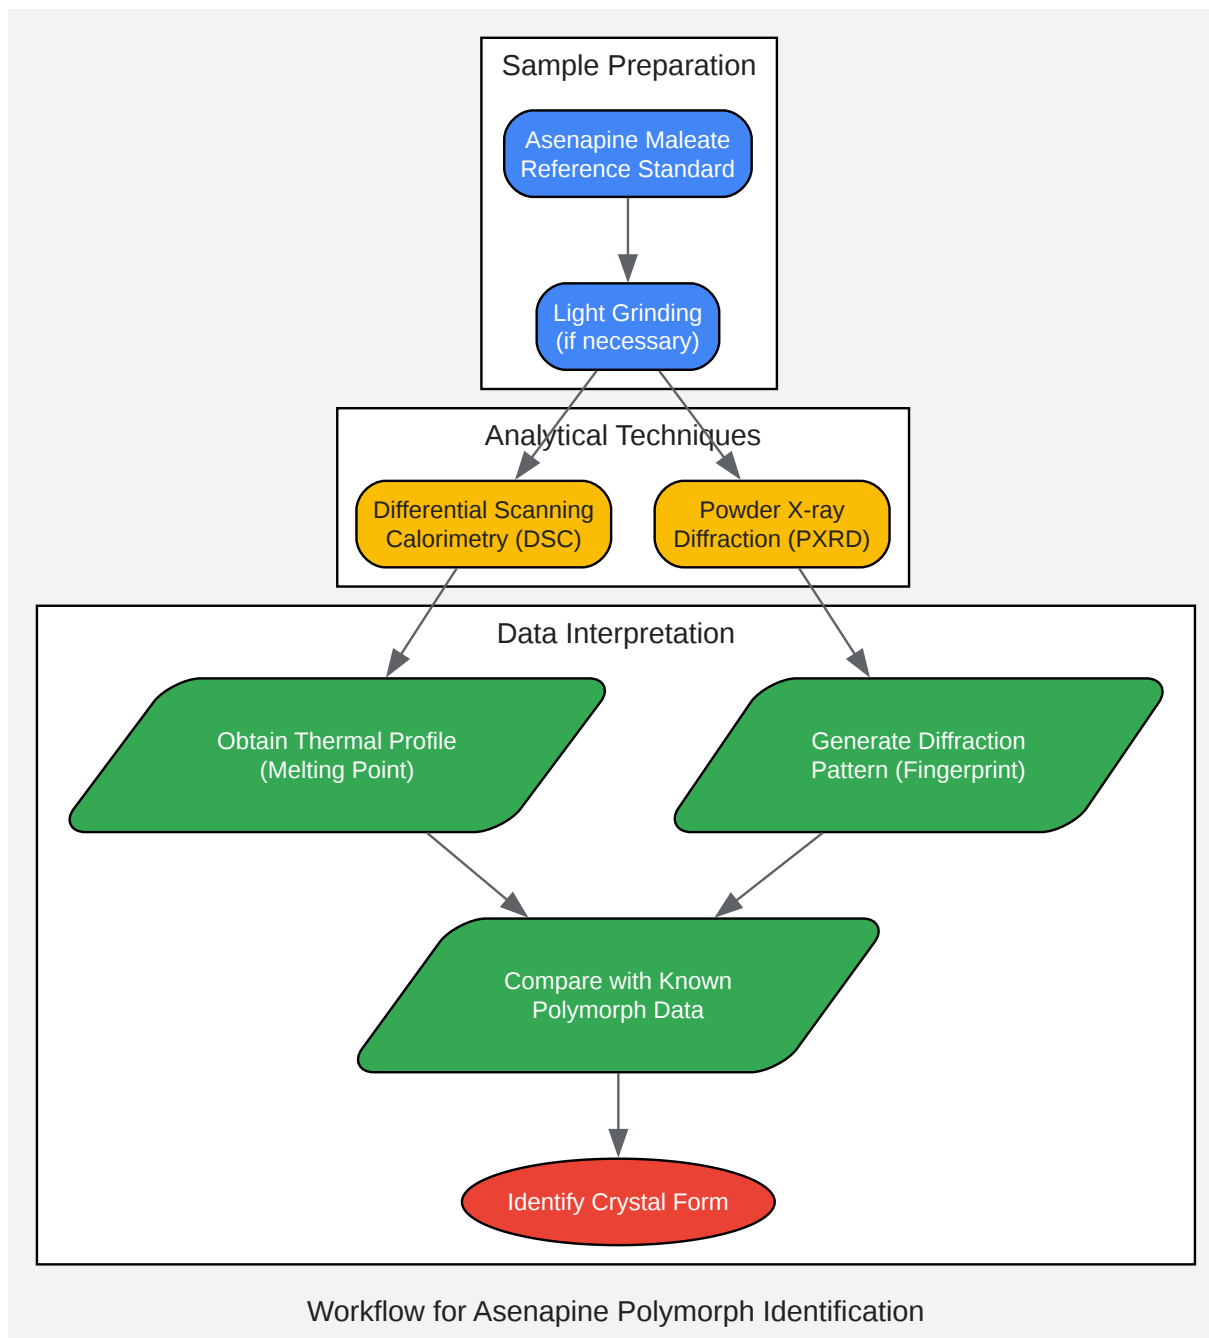 Sample Preparation
Asenapine Maleate
Reference Standard
Light Grinding
(if necessary)
Analytical Techniques
Differential Scanning
Calorimetry (DSC)
Powder X-ray
Diffraction (PXRD)
Data Interpretation
Obtain Thermal Profile
(Melting Point)
Generate Diffraction
Pattern (Fingerprint)
Compare with Known
Polymorph Data
Identify Crystal Form
Workflow for Asenapine Polymorph Identification